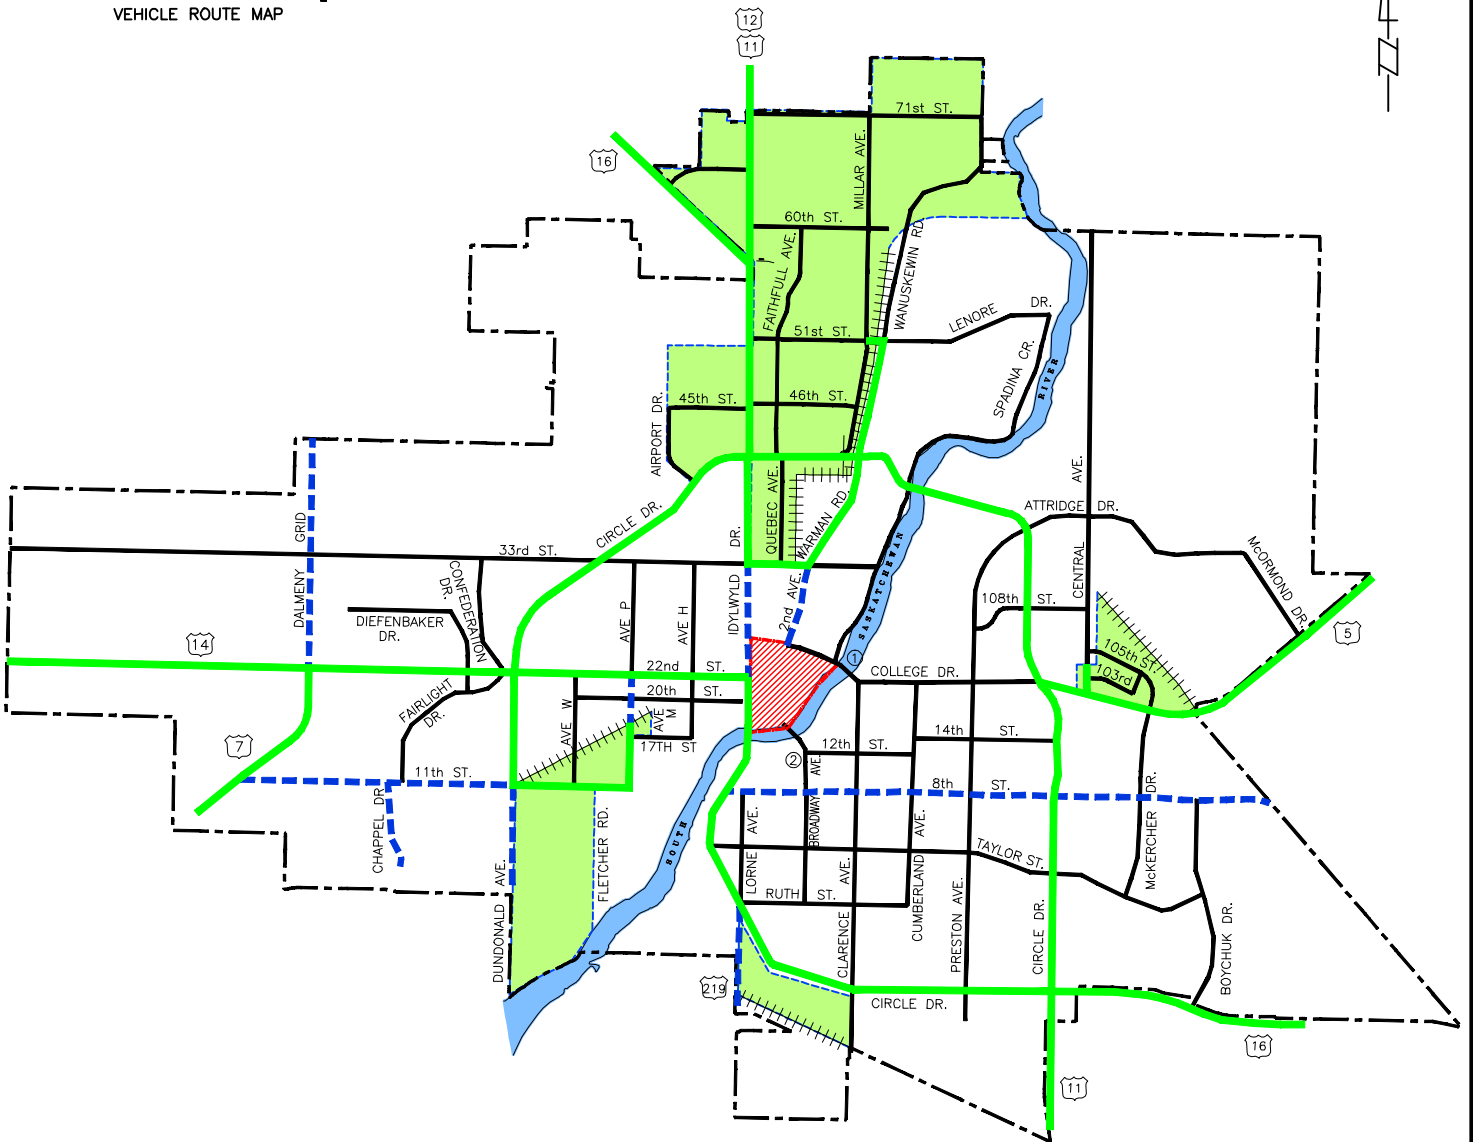 VEHICLE ROUTE MAP
12
11
16
71st ST.
MILLAR AVE.
60th ST.
FAITHFULL AVE.
WANUSKEWIN RD.
51st ST.
LENORE DR.
SPADINA CR.
RIVER
45th ST.
46th ST.
AIRPORT DR.
QUEBEC AVE.
WARMAN RD.
CIRCLE DR.
IDYLWYLD DR.
2nd AVE.
SASKATCHEWAN
ATTRIDGE DR.
CENTRAL AVE.
McORMOND DR.
108th ST.
105th ST
103rd
5
DALMENY GRID
33rd ST.
CONFEDERATION DR.
DIEFENBAKER
DR.
AVE P
AVE H
14
22nd ST.
20th ST.
FAIRLIGHT
DR.
AVE W
AVE
M
17TH ST
7
11th ST.
CHAPPEL DR
1
COLLEGE DR.
2
12th ST.
14th ST.
8th ST.
BROADWAY AVE.
LORNE AVE.
RUTH ST.
TAYLOR ST.
CLARENCE AVE.
CUMBERLAND AVE.
PRESTON AVE.
CIRCLE DR.
McKERCHER DR.
BOYCHUK DR.
DUNDONALD AVE.
FLETCHER RD.
SOUTH
219
CIRCLE DR.
16
11